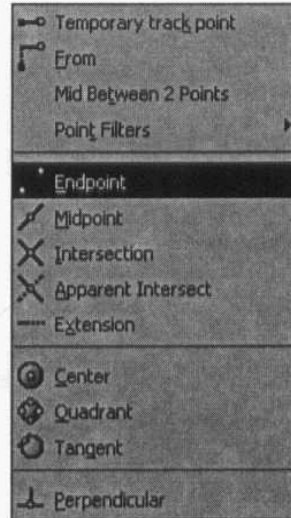 Temporary track point
From
Mid Between 2 Points
Point Filters
Endpoint
Midpoint
Intersection
Apparent Intersect
Extension
Center
Quadrant
Tangent
Perpendicular